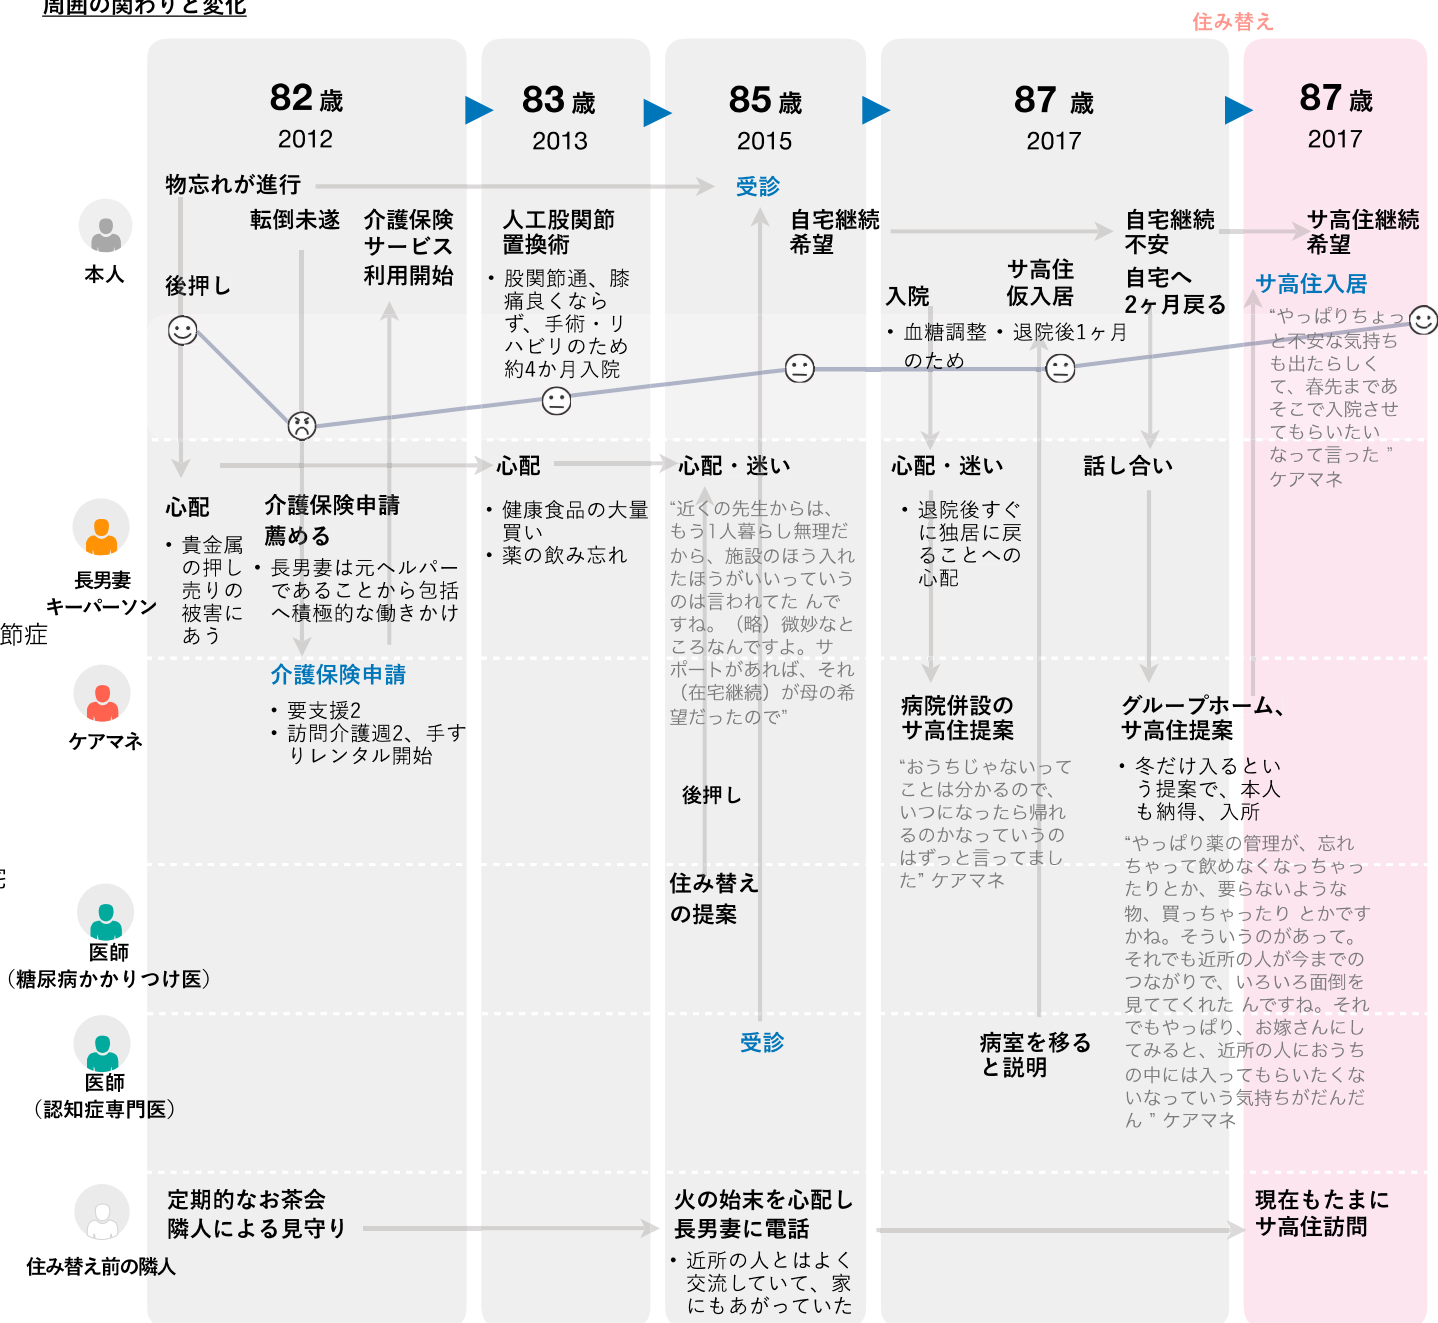 周囲の関わりと変化
住み替え
82 歳
2012
83 歳
2013
85 歳
2015
87 歳
2017
87 歳
2017
本人
物忘れが進行
後押し
転倒未遂
介護保険
サービス
利用開始
人工股関節
置換術
• 股関節通、膝
痛良くなら
ず、手術・リ
ハビリのため
約4か月入院
受診
自宅継続
希望
入院
• 血糖調整
のため
サ高住
仮入居
• 退院後1ヶ月
自宅継続
不安
自宅へ
2ヶ月戻る
サ高住継続
希望
サ高住入居
“やっぱりちょっ
と不安な気持ち
も出たらしく
て、春先まであ
そこで入院させ
てもらいたい
なって言った ”
ケアマネ
長男妻
キーパーソン
心配
• 貴金属
の押し
売りの
被害に
あう
介護保険申請
薦める
• 長男妻は元ヘルパー
であることから包括
へ積極的な働きかけ
心配
• 健康食品の大量
買い
• 薬の飲み忘れ
心配・迷い
“近くの先生からは、
もう1人暮らし無理だ
から、施設のほう入れ
たほうがいいっていう
のは言われてた んで
すね。（略）微妙なと
ころなんですよ。サ
ポートがあれば、それ
（在宅継続）が母の希
望だったので”
心配・迷い
• 退院後すぐ
に独居に戻
ることへの
心配
話し合い
節症
ケアマネ
介護保険申請
• 要支援2
• 訪問介護週2、手す
りレンタル開始
後押し
病院併設の
サ高住提案
“おうちじゃないって
ことは分かるので、
いつになったら帰れ
るのかなっていうの
はずっと言ってまし
た” ケアマネ
グループホーム、
サ高住提案
• 冬だけ入るとい
う提案で、本人
も納得、入所
“やっぱり薬の管理が、忘れ
ちゃって飲めなくなっちゃっ
たりとか、要らないような
物、買っちゃったり とかです
かね。そういうのがあって。
それでも近所の人が今までの
つながりで、いろいろ面倒を
見ててくれた んですね。それ
でもやっぱり、お嫁さんにし
てみると、近所の人におうち
の中には入ってもらいたくな
いなっていう気持ちがだんだ
ん ” ケアマネ
医師
（糖尿病かかりつけ医）
住み替え
の提案
医師
（認知症専門医）
受診
病室を移る
と説明
住み替え前の隣人
定期的なお茶会
隣人による見守り
火の始末を心配し
長男妻に電話
• 近所の人とはよく
交流していて、家
にもあがっていた
現在もたまに
サ高住訪問